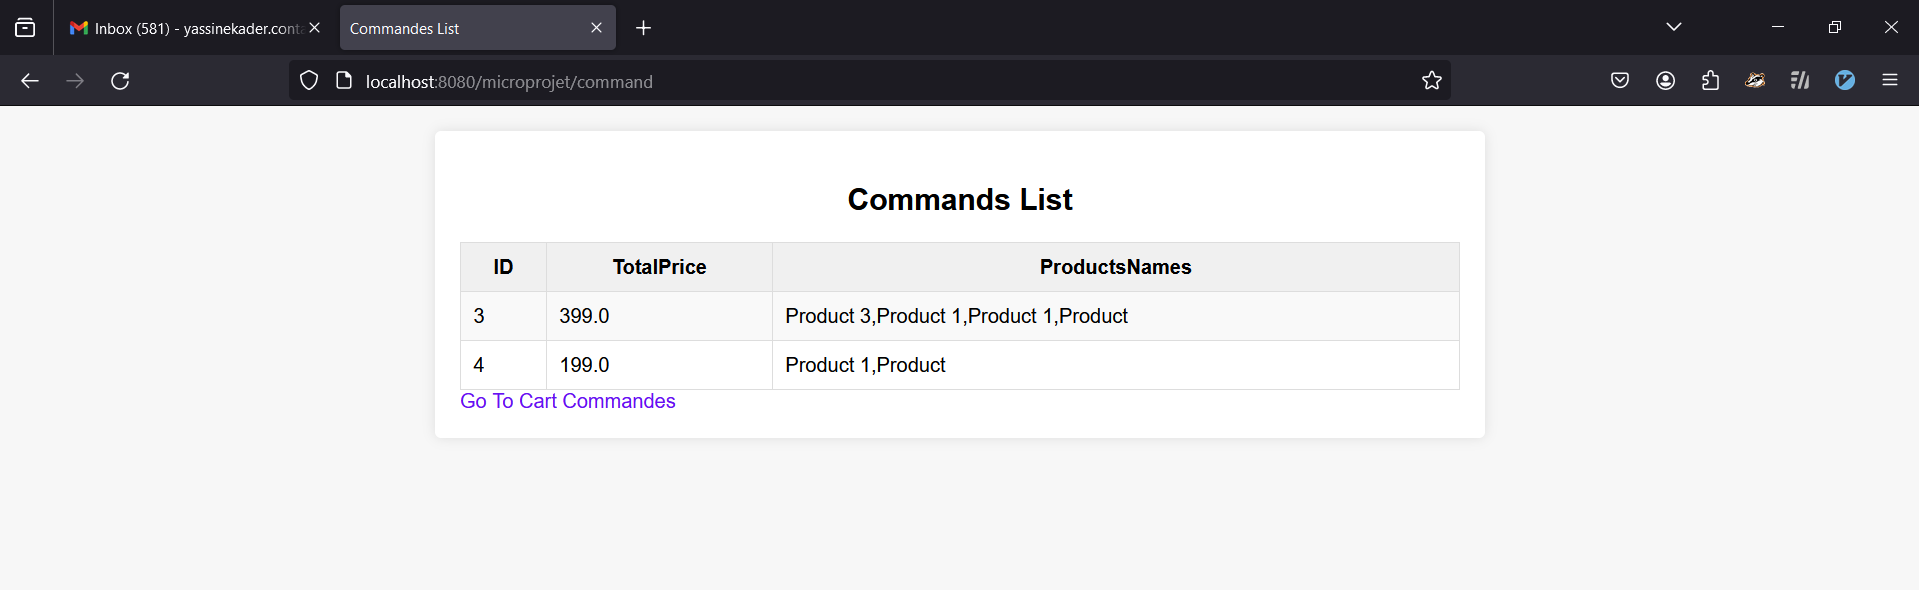 Inbox (581) - yassinekader.conta
Commandes List
localhost:8080/microprojet/command
Commands List
ID TotalPrice ProductsNames
3 399.0 Product 3,Product 1,Product 1,Product
4 199.0 Product 1,Product
Go To Cart Commandes